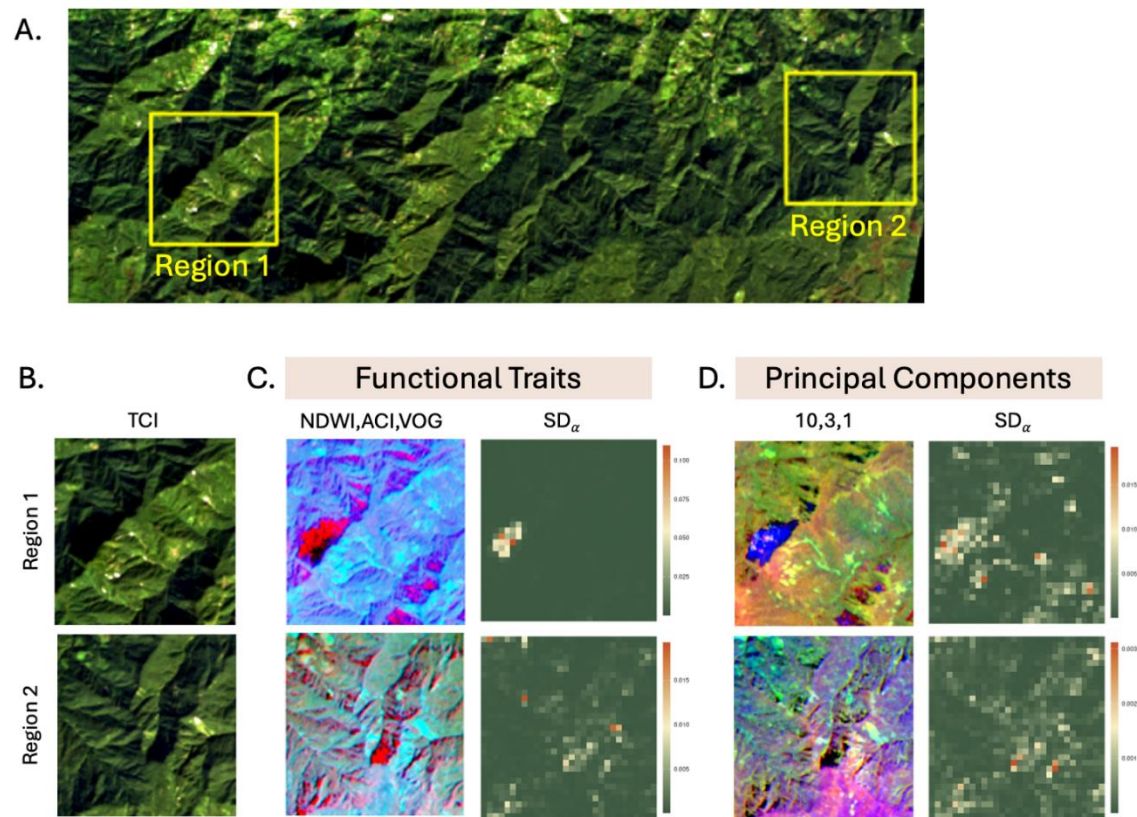 A.
Region 1
Region 2
B.
C.
Functional Traits
D.
Principal Components
TCI
NDWI,ACI,VOG
SDα
10,3,1
SDα
Region 1
0.100
0.075
0.050
0.025
0.015
0.010
0.005
Region 2
0.015
0.010
0.005
0.003
0.002
0.001